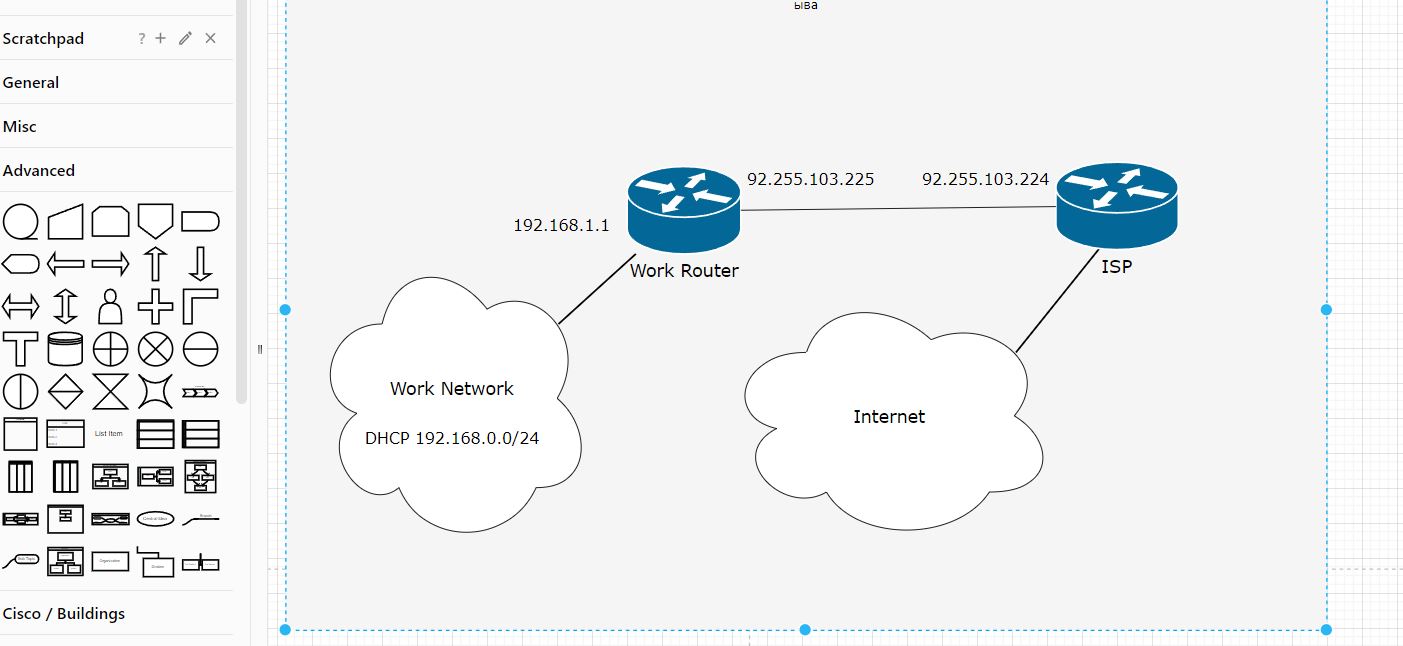 ыва
Scratchpad
?
General
Misc
Advanced
List Item
Cisco / Buildings
92.255.103.225
92.255.103.224
192.168.1.1
Work Router
ISP
Work Network
DHCP 192.168.0.0/24
Internet